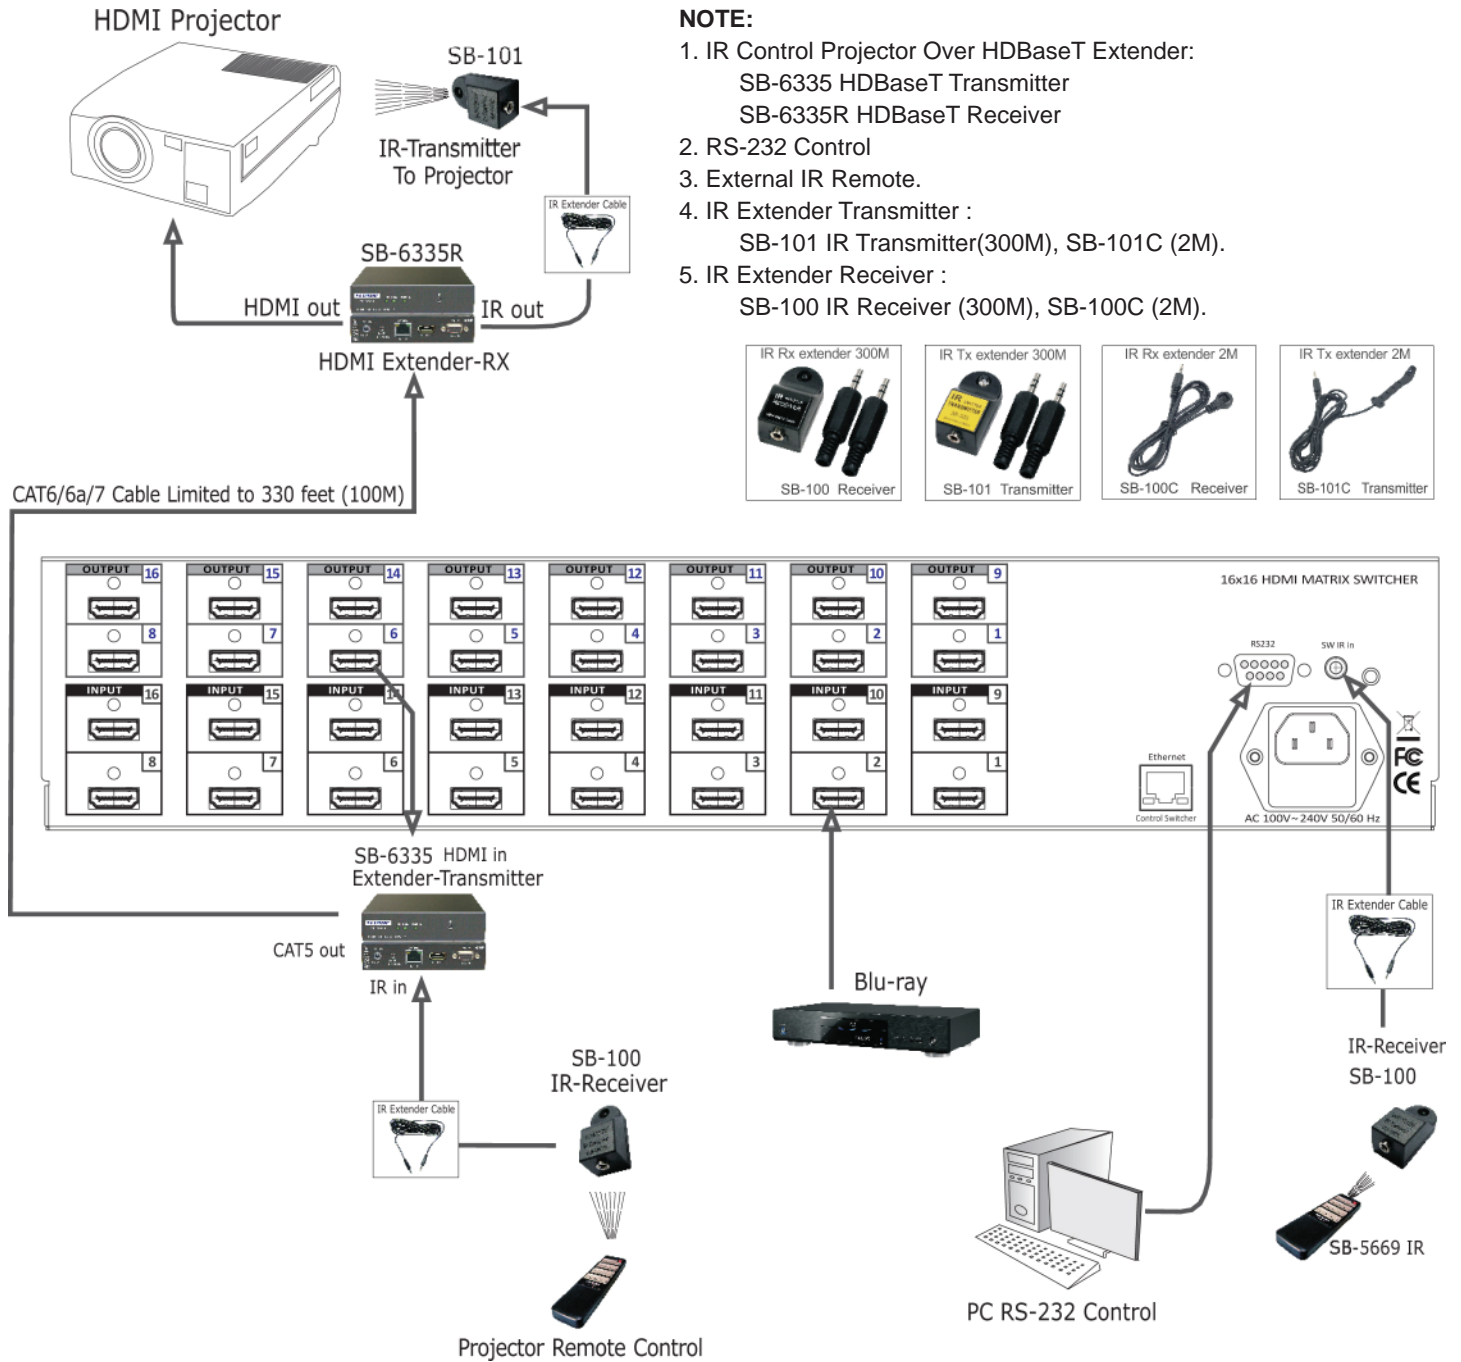 HDMI Projector
SB-101
IR-Transmitter
To Projector
IR Extender Cable
SB-6335R
HDMI out
IR out
HDMI Extender-RX
NOTE:
1. IR Control Projector Over HDBaseT Extender:
SB-6335 HDBaseT Transmitter
SB-6335R HDBaseT Receiver
2. RS-232 Control
3. External IR Remote.
4. IR Extender Transmitter :
SB-101 IR Transmitter(300M), SB-101C (2M).
5. IR Extender Receiver :
SB-100 IR Receiver (300M), SB-100C (2M).
IR Rx extender 300M
IR RECEIVER
SB-100 Receiver
IR Tx extender 300M
IR TRANSMITTER
SB-101 Transmitter
IR Rx extender 2M
SB-100C Receiver
IR Tx extender 2M
SB-101C Transmitter
CAT6/6a/7 Cable Limited to 330 feet (100M)
OUTPUT 16 OUTPUT 15 OUTPUT 14 OUTPUT 13 OUTPUT 12 OUTPUT 11 OUTPUT 10 OUTPUT 9
8 7 6 5 4 3 2 1
INPUT 16 INPUT 15 INPUT 14 INPUT 13 INPUT 12 INPUT 11 INPUT 10 INPUT 9
8 7 6 5 4 3 2 1
16x16 HDMI MATRIX SWITCHER
RS232
SW IR in
Ethernet
Control Switcher
AC 100V~240V 50/60 Hz
FC
CE
SB-6335 HDMI in
Extender-Transmitter
CAT5 out
IR in
IR Extender Cable
SB-100
IR-Receiver
Projector Remote Control
Blu-ray
PC RS-232 Control
IR Extender Cable
IR-Receiver
SB-100
SB-5669 IR